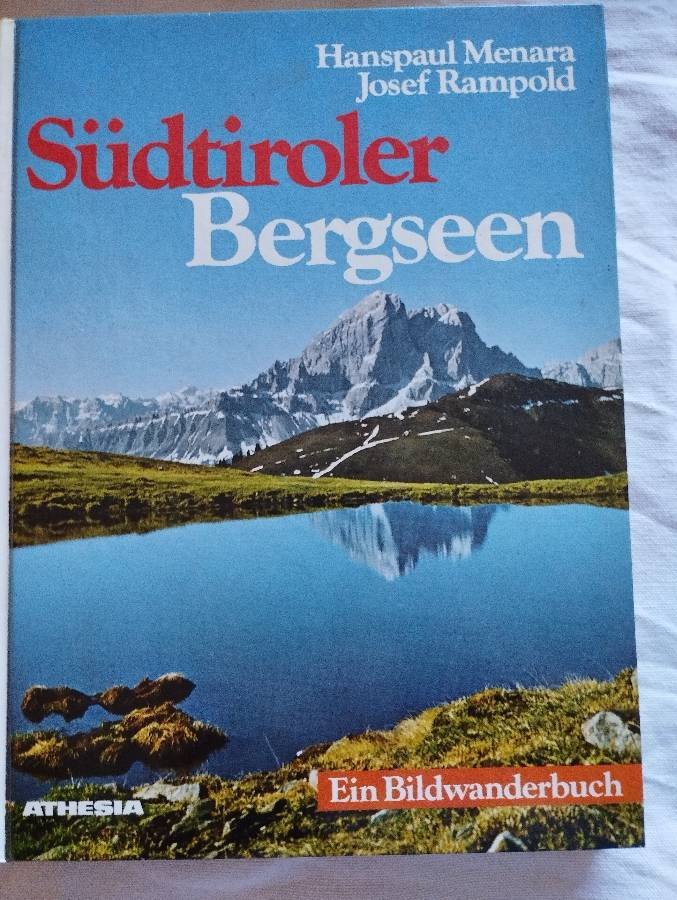 Hanspaul Menara
Josef Rampold
Südtiroler
Bergseen
Ein Bildwanderbuch
ATHESIA